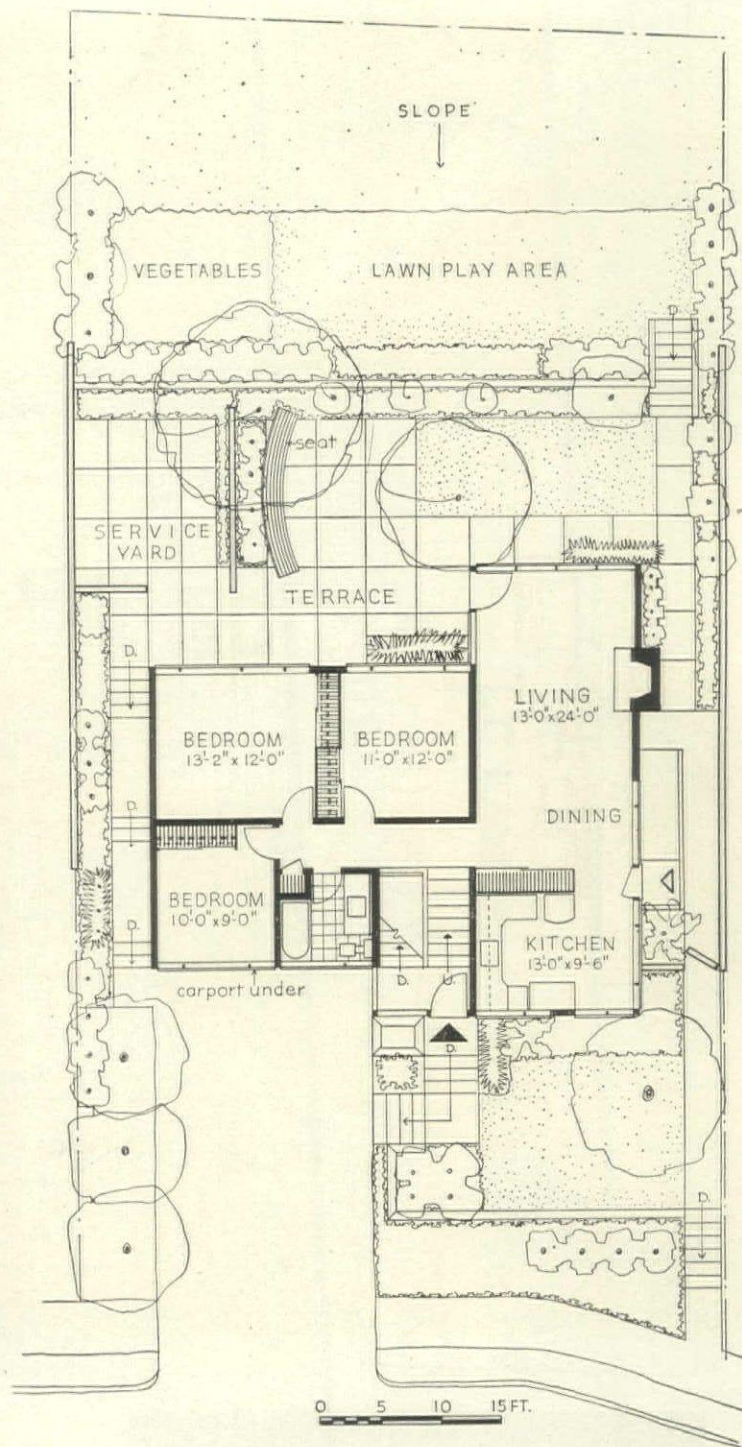 SLOPE
VEGETABLES
LAWN PLAY AREA
D.
seat
SERVICE
YARD
TERRACE
D.
LIVING
13'-0"x24'-0"
BEDROOM
13'-2" x 12'-0"
BEDROOM
11'-0"x12'-0"
DINING
D.
BEDROOM
10'-0"x9'-0"
KITCHEN
13'-0"x9'-6"
D.
D.
U.
carport under
D.
D.
0 5 10 15 FT.